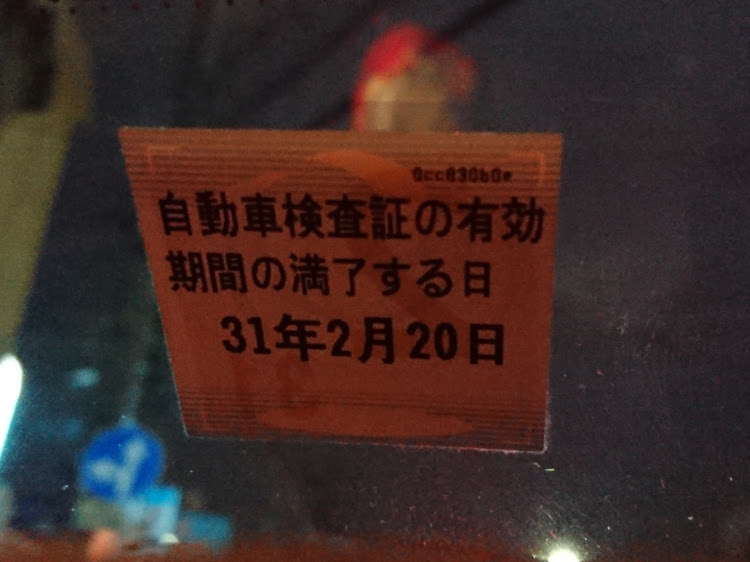 0cc830b0e
自動車検査証の有効
期間の満了する日
31年2月20日